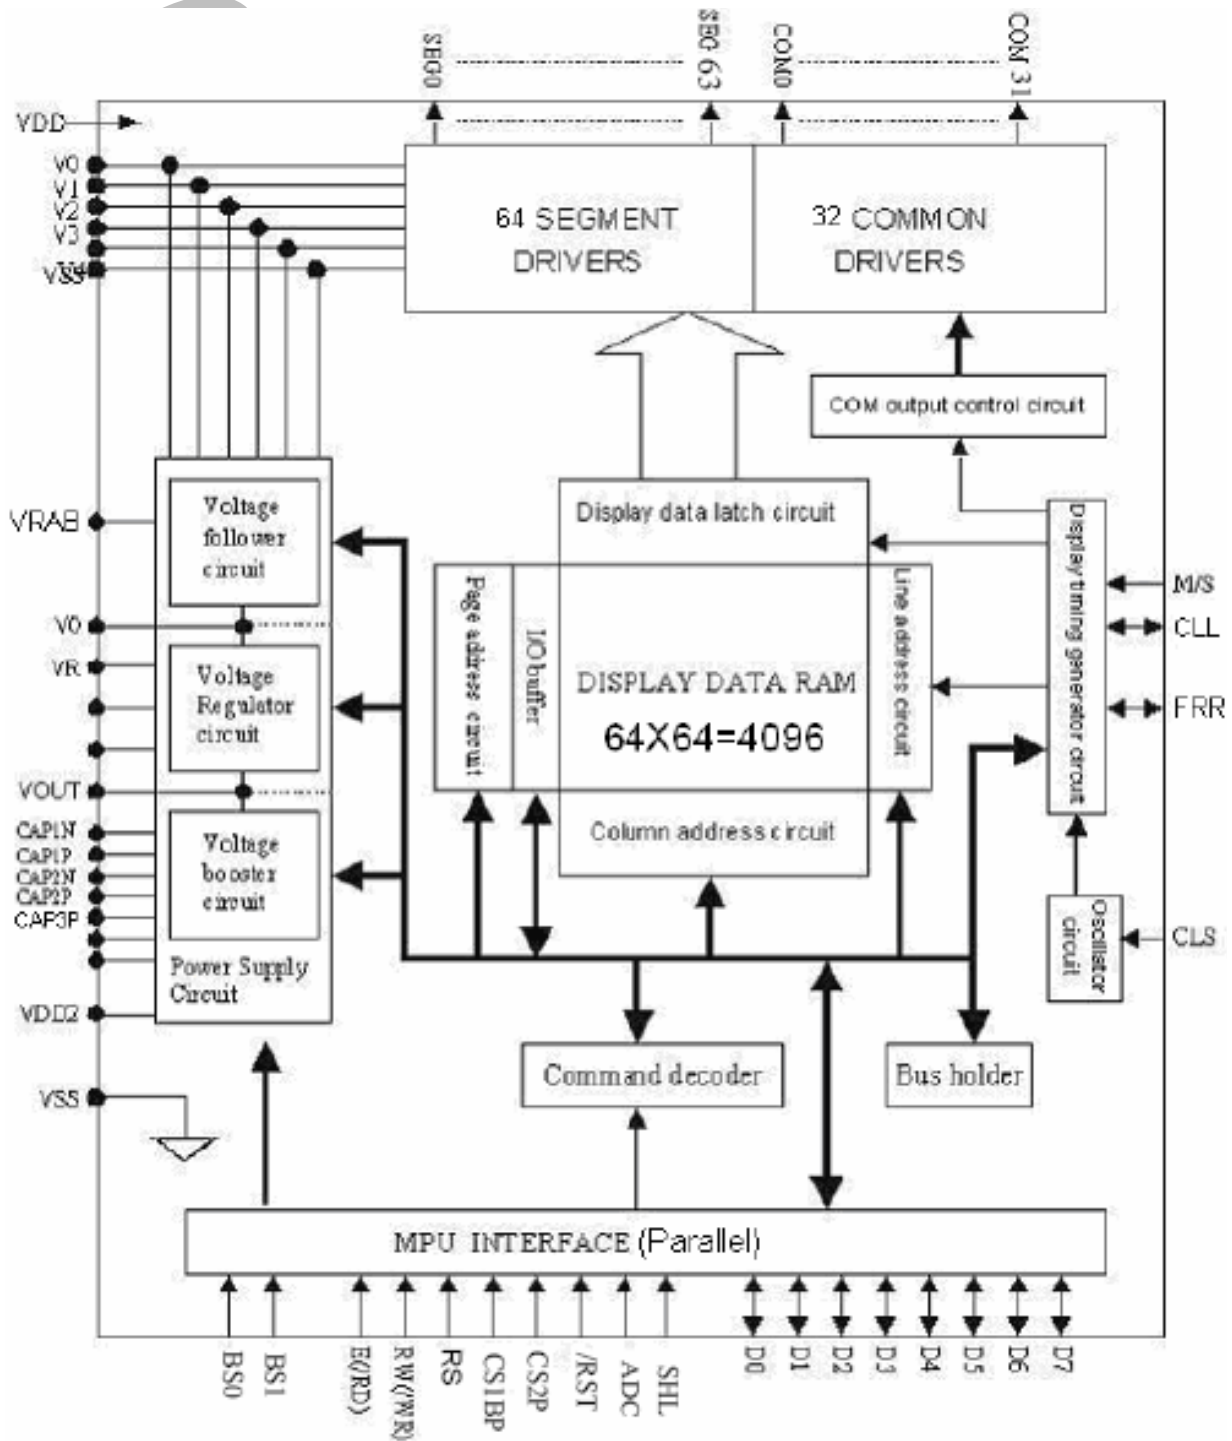 SEG0
SEG 63
COM0
COM 31
VDD
V0
V1
V2
V3
VSS
64 SEGMENT
DRIVERS
32 COMMON
DRIVERS
COM output control circuit
Voltage
follower
circuit
VRAB
Display data latch circuit
Page address circuit
I/O buffer
DISPLAY DATA RAM
64X64=4096
Line address circuit
Display timing generator circuit
M/S
CLL
FRR
V0
VR
Voltage
Regulator
circuit
VOUT
Column address circuit
CAP1N
CAP1P
CAP2N
CAP2P
CAP3P
Voltage
booster
circuit
Oscillator
circuit
CLS
Power Supply
Circuit
VDD2
Command decoder
Bus holder
VSS
MPU INTERFACE (Parallel)
BS0
BS1
E(/RD)
RW(/WR)
RS
CS1BP
CS2P
/RST
ADC
SHL
D0
D1
D2
D3
D4
D5
D6
D7